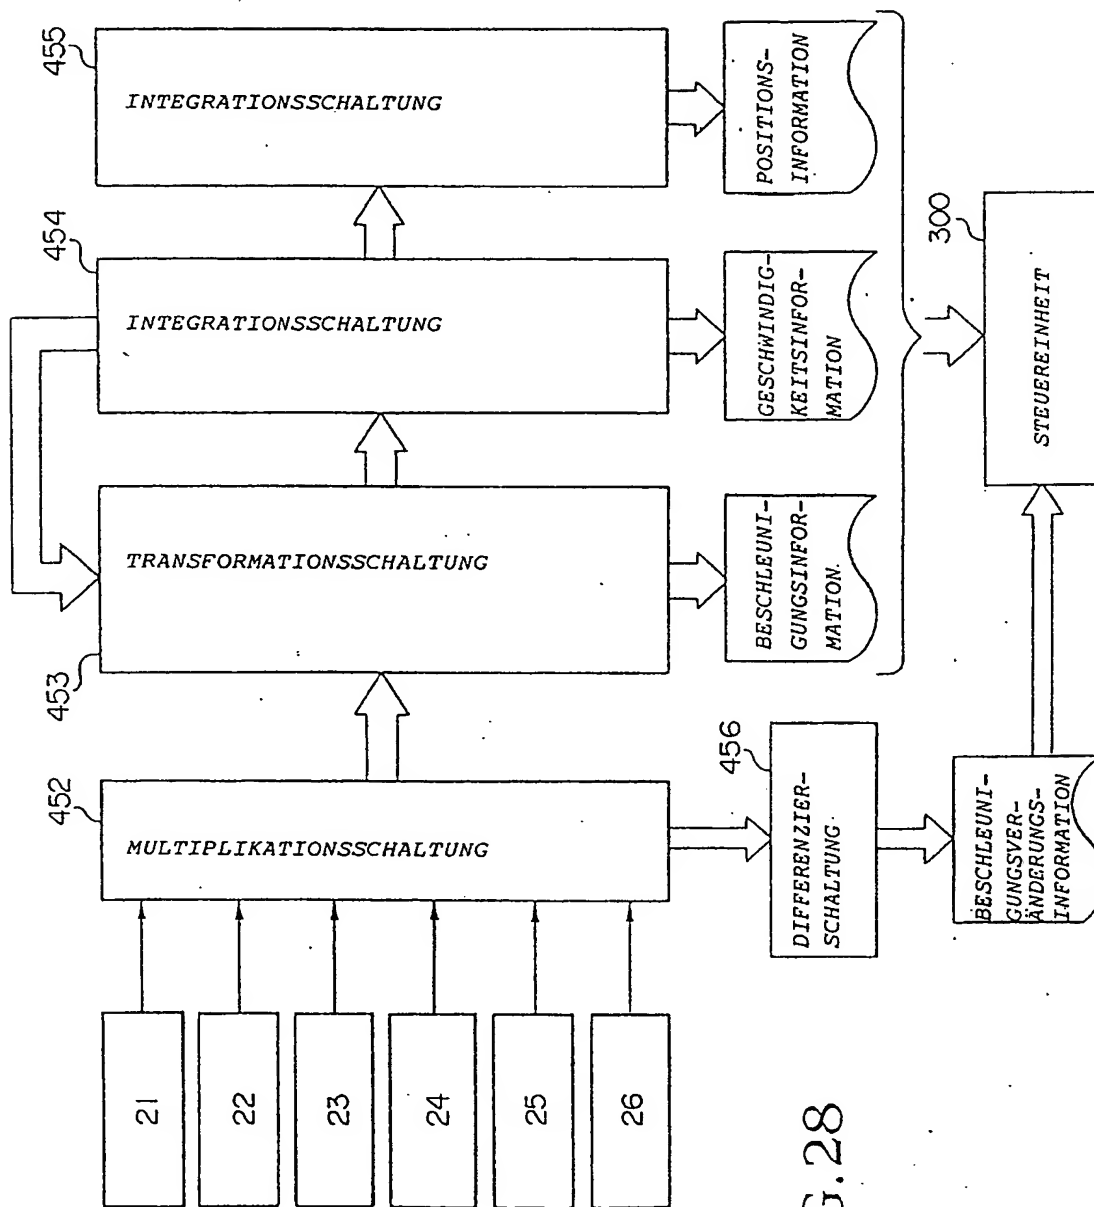 455
INTEGRATIONSSCHALTUNG
454
INTEGRATIONSSCHALTUNG
453
TRANSFORMATIONSSCHALTUNG
452
MULTIPLIKATIONSSCHALTUNG
21
22
23
24
25
26
POSITIONS-
INFORMATION
GESCHWINDIG-
KEITSINFOR-
MATION
BESCHLEUNI-
GUNGSINFOR-
MATION.
456
DIFFERENZIER-
SCHALTUNG
BESCHLEUNI-
GUNGSVER-
ÄNDERUNGS-
INFORMATION
300
STEUEREINHEIT
G.28